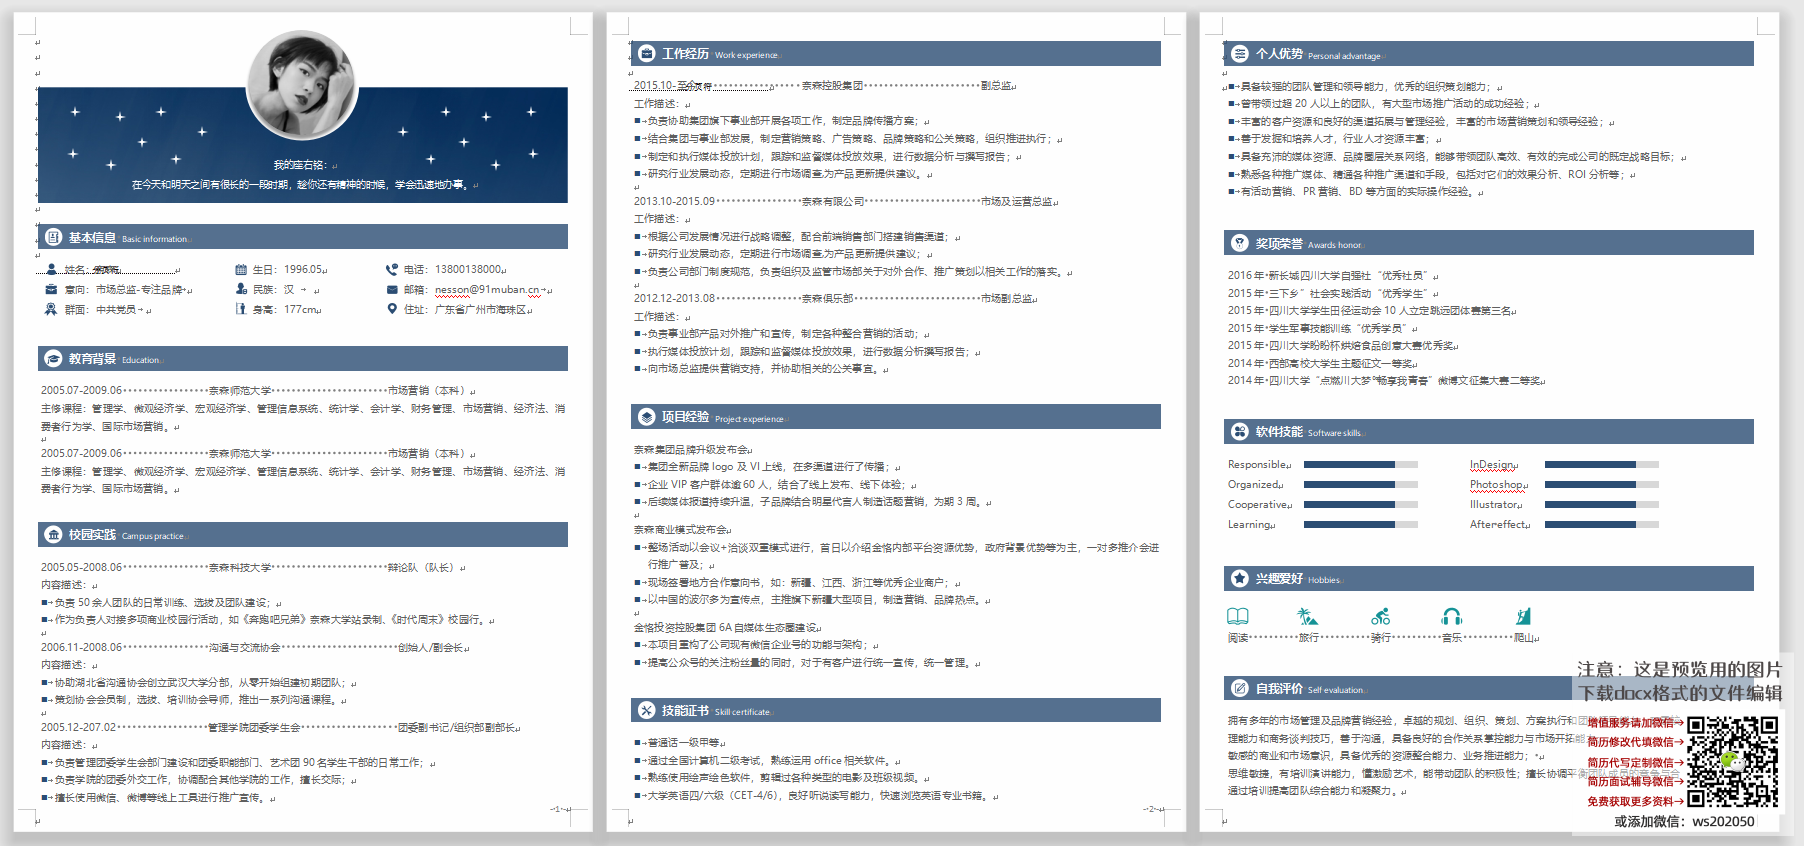 我的座右铭：
在今天和明天之间有很长的一段时期，趁你还有精神的时候，学会迅速地办事。
基本信息 Basic information
姓名：
生日：1996.05
电话：13800138000
意向：市场总监-专注品牌
民族：汉
邮箱：nesson@91muban.cn
群面：中共党员
身高：177cm
住址：广东省广州市海珠区
教育背景 Education
2005.07-2009.06 奈森师范大学 市场营销（本科）
主修课程：管理学、微观经济学、宏观经济学、管理信息系统、统计学、会计学、财务管理、市场营销、经济法、消
费者行为学、国际市场营销。
2005.07-2009.06 奈森师范大学 市场营销（本科）
主修课程：管理学、微观经济学、宏观经济学、管理信息系统、统计学、会计学、财务管理、市场营销、经济法、消
费者行为学、国际市场营销。
校园实践 Campus practice
2005.05-2008.06 奈森科技大学 辩论队（队长）
内容描述：
■ 负责 50 余人团队的日常训练、选拔及团队建设；
■ 作为负责人对接多项商业校园行活动，如《奔跑吧兄弟》奈森大学站录制、《时代周末》校园行。
2006.11-2008.06 沟通与交流协会 创始人/副会长
内容描述：
■ 协助湖北省沟通协会创立武汉大学分部，从零开始组建初期团队；
■ 策划协会会员制，选拔、培训协会导师，推出一系列沟通课程。
2005.12-207.02 管理学院团委学生会 团委副书记/组织部副部长
内容描述：
■ 负责管理团委学生会部门建设和团委职能部门、艺术团 90 名学生干部的日常工作；
■ 负责学院的团委外交工作，协调配合其他学院的工作，擅长交际；
■ 擅长使用微信、微博等线上工具进行推广宣传。
-1-
工作经历 Work experience
2015.10- 奈森控股集团 副总监
工作描述：
■ 负责协助集团旗下事业部开展各项工作，制定品牌传播方案；
■ 结合集团与事业部发展，制定营销策略、广告策略、品牌策略和公关策略，组织推进执行；
■ 制定和执行媒体投放计划，跟踪和监督媒体投放效果，进行数据分析与撰写报告；
■ 研究行业发展动态，定期进行市场调查,为产品更新提供建议。
2013.10-2015.09 奈森有限公司 市场及运营总监
工作描述：
■ 根据公司发展情况进行战略调整，配合前端销售部门搭建销售渠道；
■ 研究行业发展动态，定期进行市场调查,为产品更新提供建议；
■ 负责公司部门制度规范，负责组织及监管市场部关于对外合作、推广策划以相关工作的落实。
2012.12-2013.08 奈森俱乐部 市场副总监
工作描述：
■ 负责事业部产品对外推广和宣传，制定各种整合营销的活动；
■ 执行媒体投放计划，跟踪和监督媒体投放效果，进行数据分析撰写报告；
■ 向市场总监提供营销支持，并协助相关的公关事宜。
项目经验 Project experience
奈森集团品牌升级发布会
■ 集团全新品牌 logo 及 VI 上线，在多渠道进行了传播；
■ 企业 VIP 客户群体逾 60 人，结合了线上发布、线下体验；
■ 后续媒体报道持续升温，子品牌结合明星代言人制造话题营销，为期 3 周。
奈森商业模式发布会
■ 整场活动以会议+洽谈双重模式进行，首日以介绍金恪内部平台资源优势，政府背景优势等为主，一对多推介会进
行推广普及；
■ 现场签署地方合作意向书，如：新疆、江西、浙江等优秀企业商户；
■ 以中国的波尔多为宣传点，主推旗下新疆大型项目，制造营销、品牌热点。
金恪投资控股集团 6A 自媒体生态圈建设
■ 本项目重构了公司现有微信企业号的功能与架构；
■ 提高公众号的关注粉丝量的同时，对于有客户进行统一宣传，统一管理。
技能证书 Skill certificate
■ 普通话一级甲等
■ 通过全国计算机二级考试，熟练运用 office 相关软件。
■ 熟练使用绘声绘色软件，剪辑过各种类型的电影及班级视频。
■ 大学英语四/六级（CET-4/6），良好听说读写能力，快速浏览英语专业书籍。
-2-
个人优势 Personal advantage
■ 具备较强的团队管理和领导能力，优秀的组织策划能力；
■ 曾带领过超 20 人以上的团队，有大型市场推广活动的成功经验；
■ 丰富的客户资源和良好的渠道拓展与管理经验，丰富的市场营销策划和领导经验；
■ 善于发掘和培养人才，行业人才资源丰富；
■ 具备充沛的媒体资源、品牌圈层关系网络，能够带领团队高效、有效的完成公司的既定战略目标；
■ 熟悉各种推广媒体、精通各种推广渠道和手段，包括对它们的效果分析、ROI 分析等；
■ 有活动营销、PR 营销、BD 等方面的实际操作经验。
奖项荣誉 Awards honor
2016 年 新长城四川大学自强社“优秀社员”
2015 年 三下乡”社会实践活动“优秀学生”
2015 年 四川大学学生田径运动会 10 人立定跳远团体赛第三名
2015 年 学生军事技能训练“优秀学员”
2015 年 四川大学盼盼杯烘焙食品创意大赛优秀奖
2014 年 西部高校大学生主题征文一等奖
2014 年 四川大学“点燃川大梦 畅享我青春”微博文征集大赛二等奖
软件技能 Software skills
Responsible
InDesign
Organized
Photoshop
Cooperative
Illustrator
Learning
Aftereffect
兴趣爱好 Hobbies
阅读 旅行 骑行 音乐 爬山
自我评价 Self evaluation
拥有多年的市场管理及品牌营销经验，卓越的规划、组织、策划、方案执行和
理能力和商务谈判技巧，善于沟通，具备良好的合作关系掌控能力与市场开拓能
敏感的商业和市场意识，具备优秀的资源整合能力、业务推进能力；
思维敏捷，有培训演讲能力，懂激励艺术，能带动团队的积极性；擅长协调平衡团队成员的竞争与合
通过培训提高团队综合能力和凝聚力。
注意：这是预览用的图片
下载docx格式的文件编辑
增值服务请加微信→
简历修改代填微信→
简历代写定制微信→
简历面试辅导微信→
免费获取更多资料→
或添加微信：ws202050